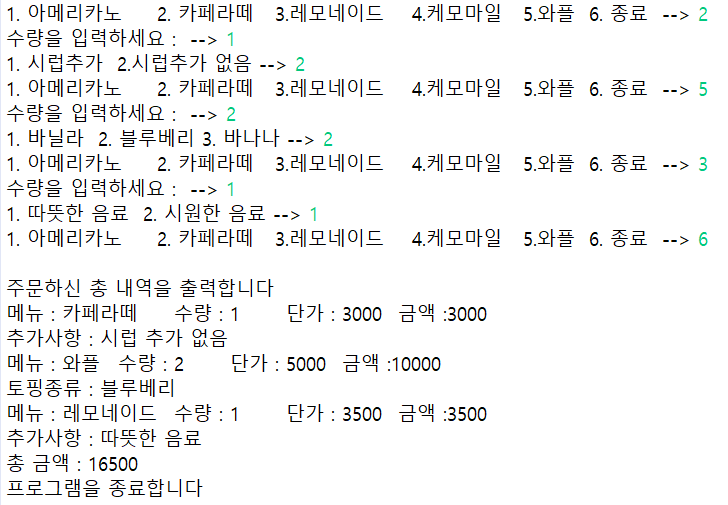 1. 아메리카노 2. 카페라떼 3.레모네이드 4.케모마일 5.와플 6. 종료 --> 2
수량을 입력하세요 : --> 1
1. 시럽추가 2.시럽추가 없음 --> 2
1. 아메리카노 2. 카페라떼 3.레모네이드 4.케모마일 5.와플 6. 종료 --> 5
수량을 입력하세요 : --> 2
1. 바닐라 2. 블루베리 3. 바나나 --> 2
1. 아메리카노 2. 카페라떼 3.레모네이드 4.케모마일 5.와플 6. 종료 --> 3
수량을 입력하세요 : --> 1
1. 따뜻한 음료 2. 시원한 음료 --> 1
1. 아메리카노 2. 카페라떼 3.레모네이드 4.케모마일 5.와플 6. 종료 --> 6
주문하신 총 내역을 출력합니다
메뉴 : 카페라떼 수량 : 1 단가 : 3000 금액 :3000
추가사항 : 시럽 추가 없음
메뉴 : 와플 수량 : 2 단가 : 5000 금액 :10000
토핑종류 : 블루베리
메뉴 : 레모네이드 수량 : 1 단가 : 3500 금액 :3500
추가사항 : 따뜻한 음료
총 금액 : 16500
프로그램을 종료합니다